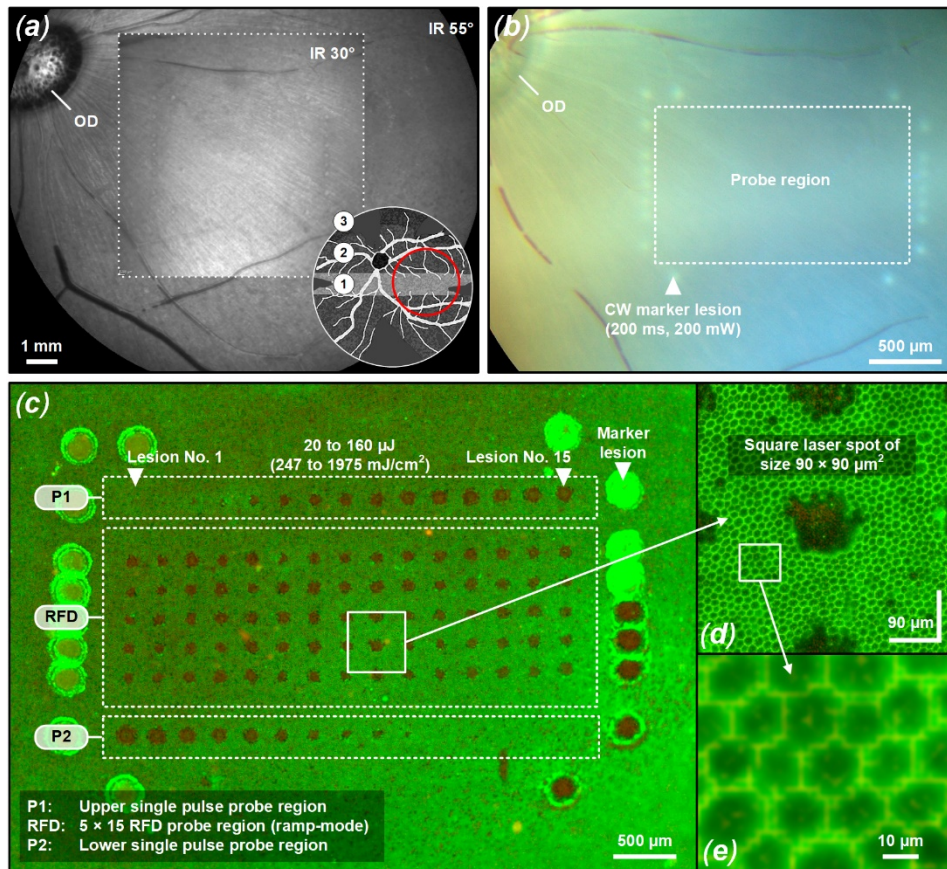 (a)
IR 55°
IR 30°
OD
3
2
1
1 mm
(b)
OD
Probe region
CW marker lesion
(200 ms, 200 mW)
500 µm
(c)
20 to 160 µJ
(247 to 1975 mJ/cm²)
Lesion No. 1
Lesion No. 15
Marker
lesion
P1
RFD
P2
P1: Upper single pulse probe region
RFD: 5 × 15 RFD probe region (ramp-mode)
P2: Lower single pulse probe region
500 µm
Square laser spot of
size 90 × 90 µm²
(d)
90 µm
(e)
10 µm